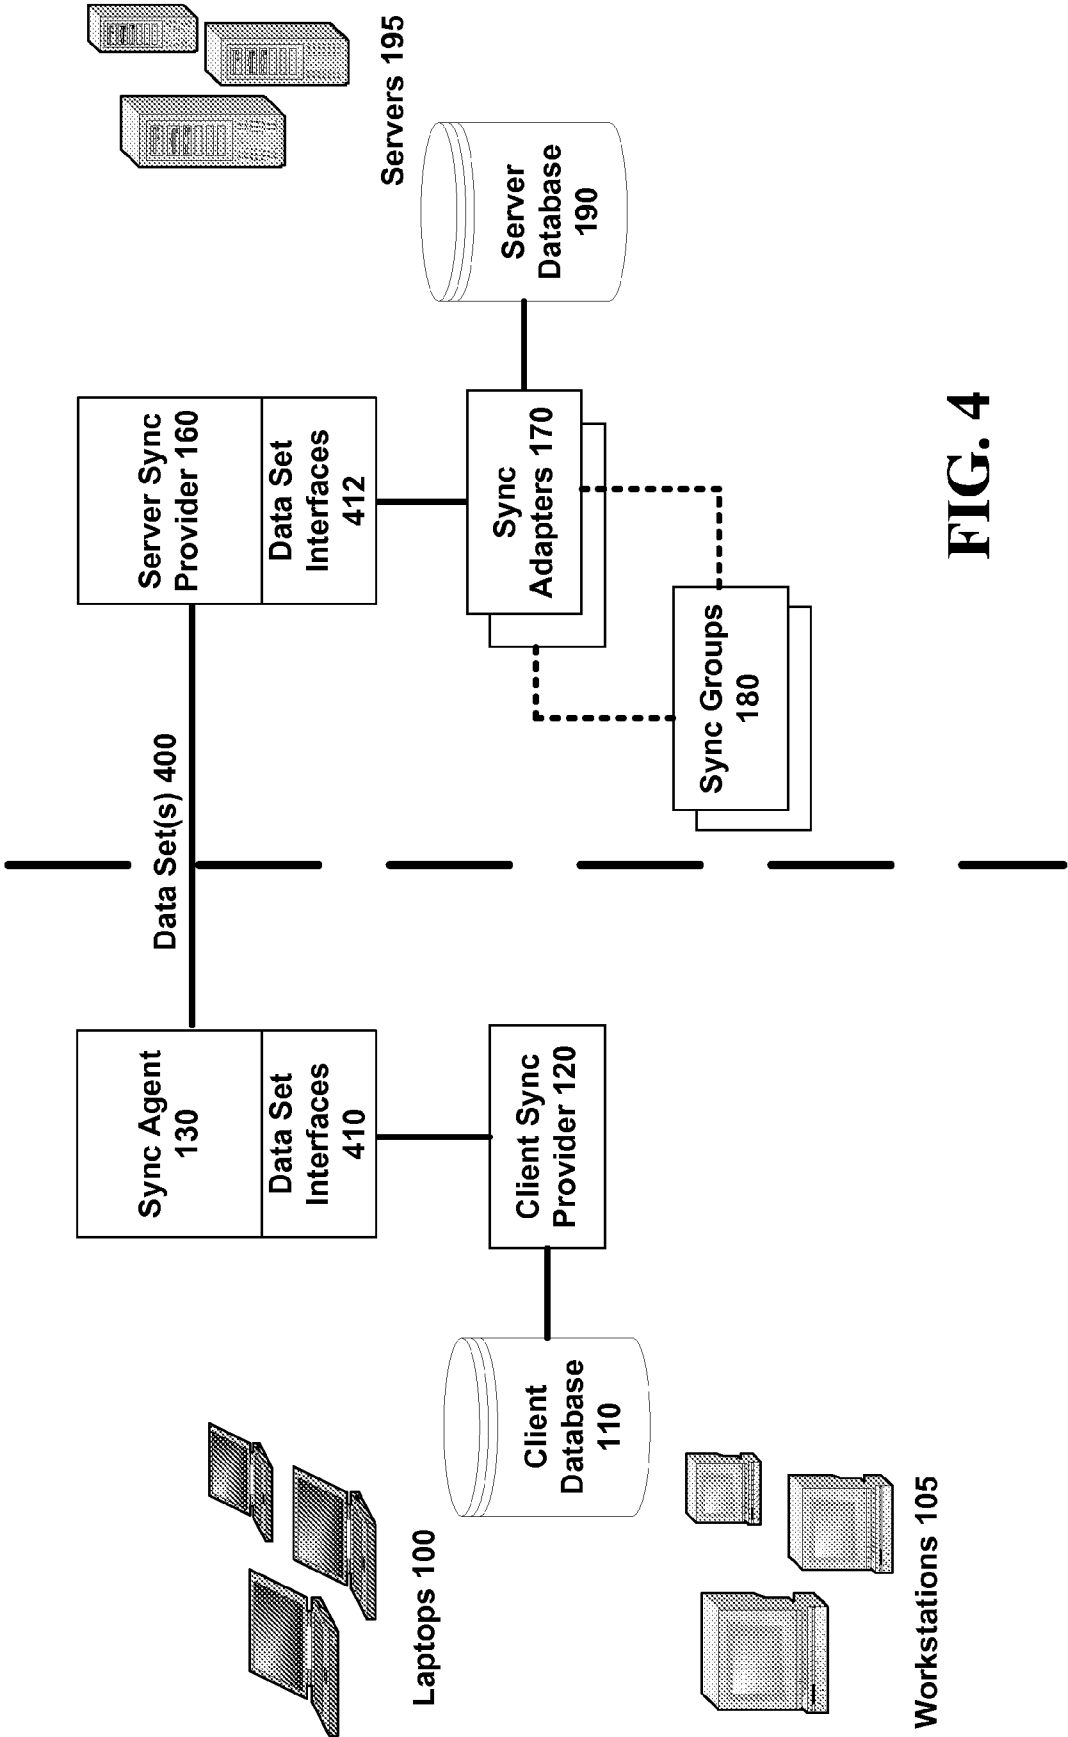 Laptops 100
Workstations 105
Client
Database
110
Sync Agent
130
Data Set
Interfaces
410
Client Sync
Provider 120
Data Set(s) 400
Server Sync
Provider 160
Data Set
Interfaces
412
Sync
Adapters 170
Sync Groups
180
Server
Database
190
Servers 195
FIG. 4